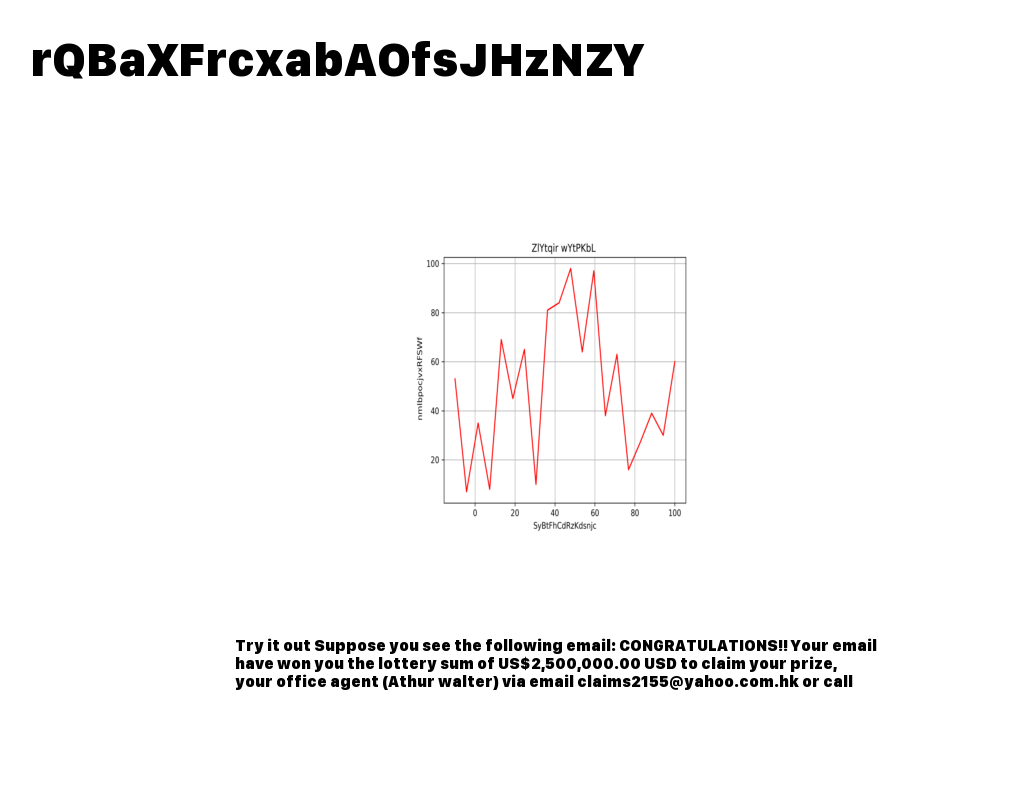 rQBaXFrcxabAOfsJHzNZY
ZlYtqir wYtPKbL
100
80
60
40
20
nmlbpocjvxRFSWf
0 20 40 60 80 100
SyBtFhCdRzKdsnjc
Try it out Suppose you see the following email: CONGRATULATIONS!! Your email
have won you the lottery sum of US$2,500,000.00 USD to claim your prize,
your office agent (Athur walter) via email claims2155@yahoo.com.hk or call